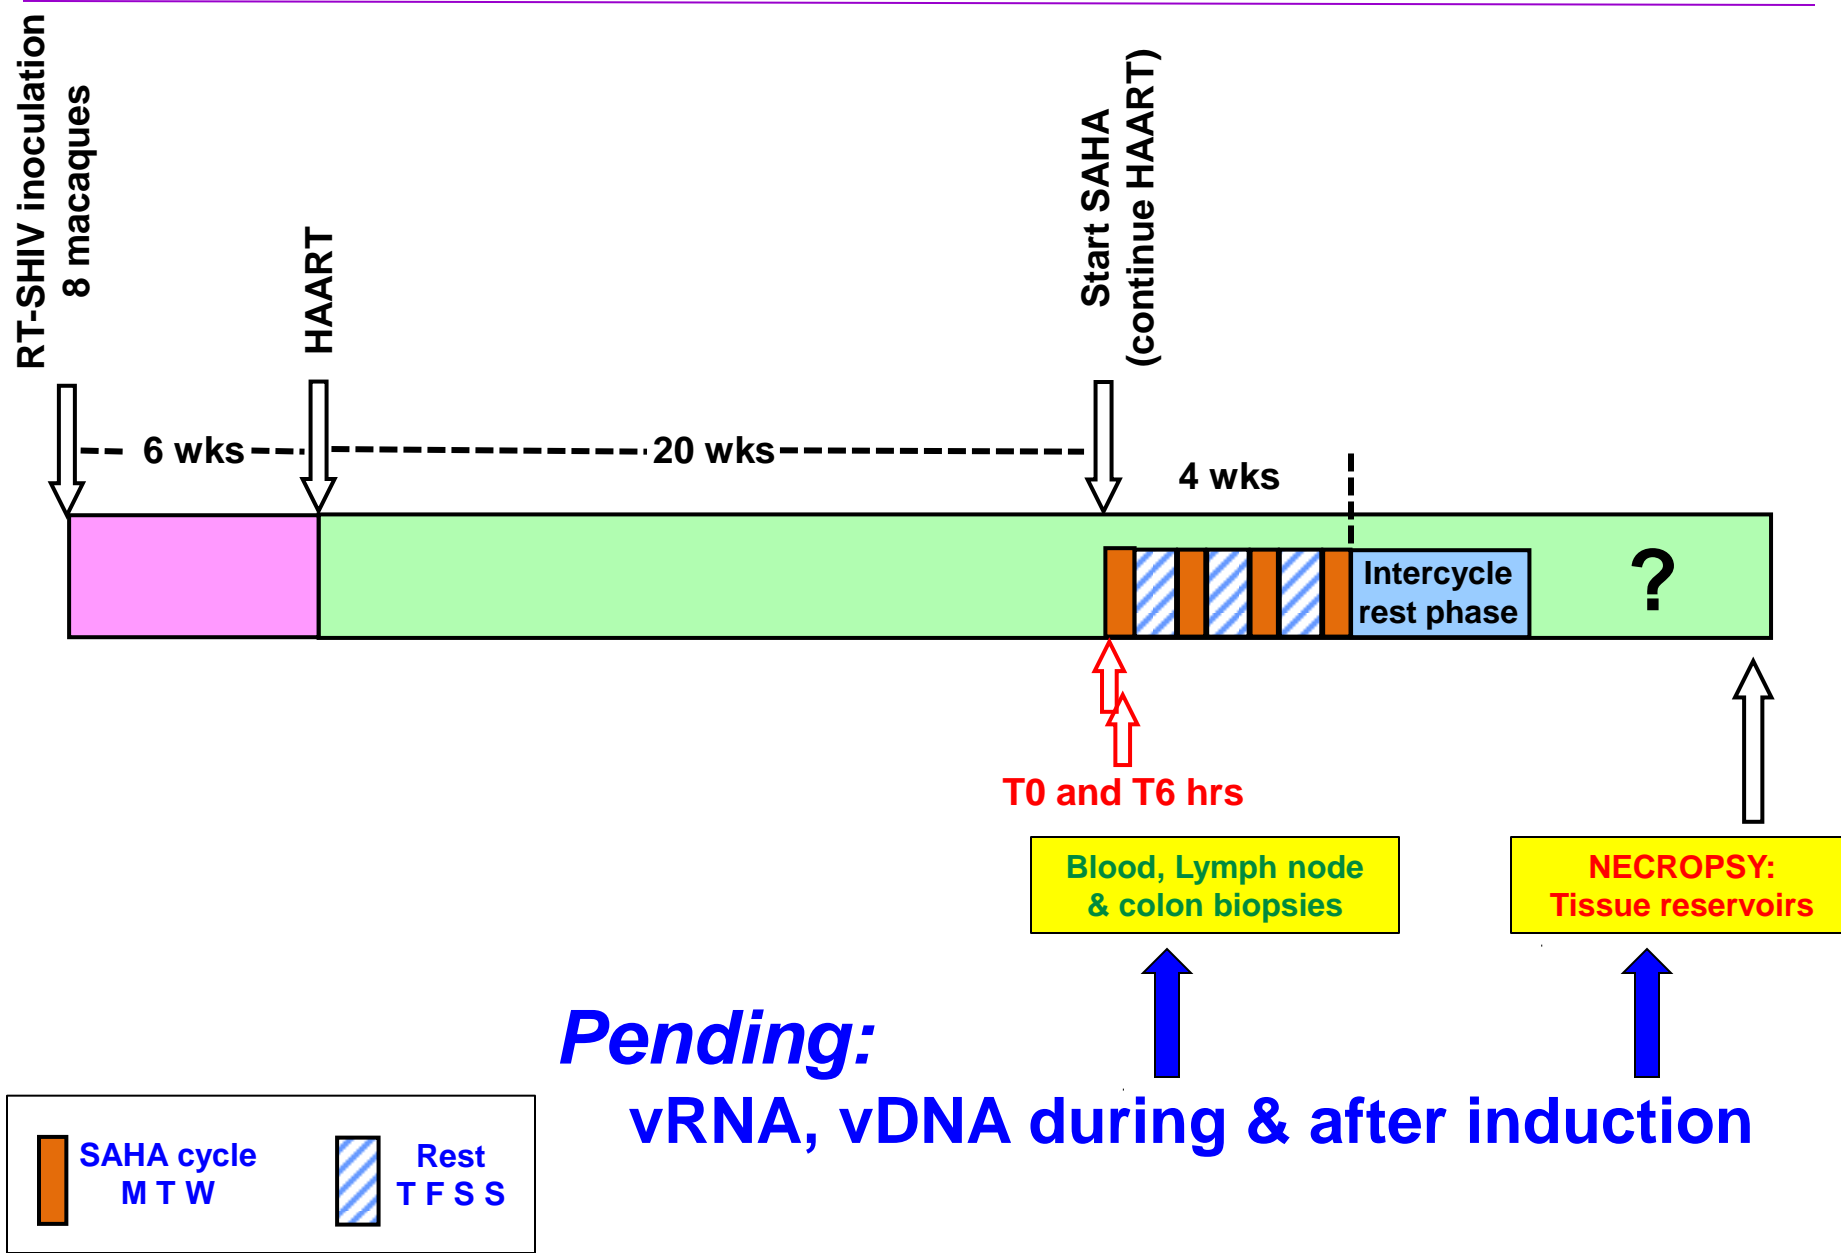 RT-SHIV inoculation
8 macaques
HAART
Start SAHA
(continue HAART)
6 wks
20 wks
4 wks
Intercycle
rest phase
?
T0 and T6 hrs
Blood, Lymph node
& colon biopsies
NECROPSY:
Tissue reservoirs
Pending:
vRNA, vDNA during & after induction
SAHA cycle
M T W
Rest
T F S S